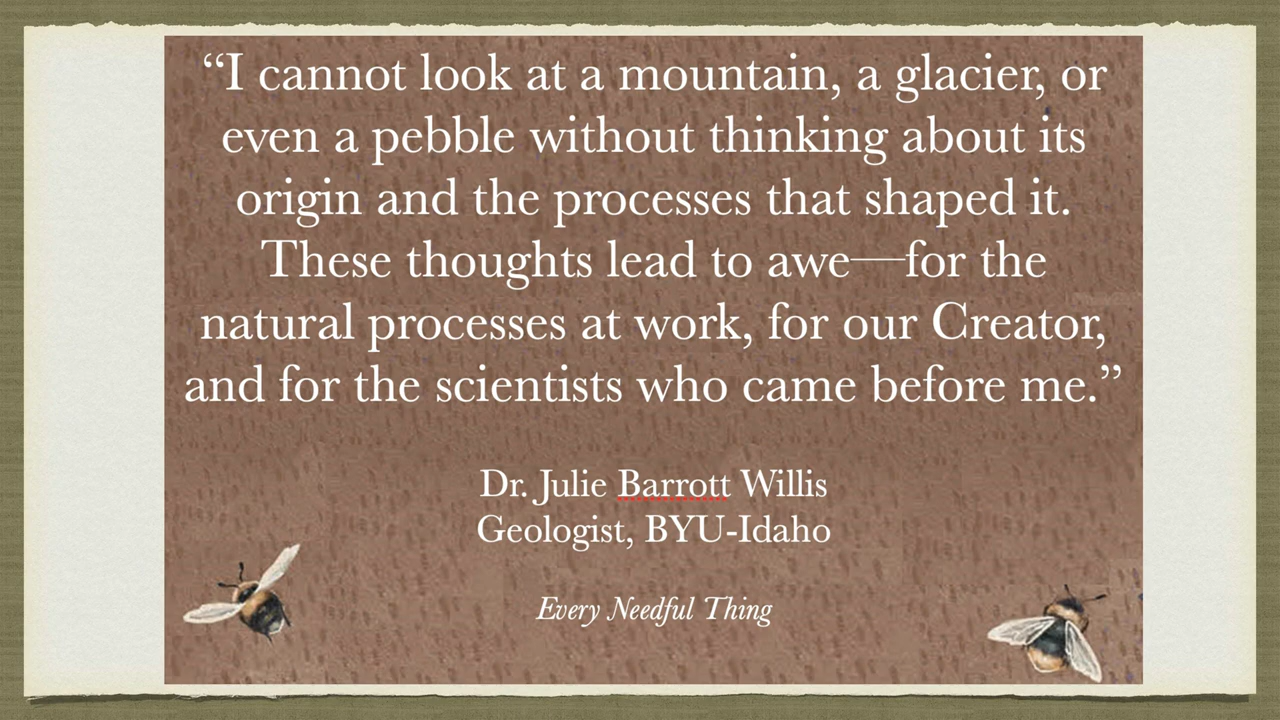 “I cannot look at a mountain, a glacier, or
even a pebble without thinking about its
origin and the processes that shaped it.
These thoughts lead to awe—for the
natural processes at work, for our Creator,
and for the scientists who came before me.”
Dr. Julie Barrott Willis
Geologist, BYU-Idaho
Every Needful Thing